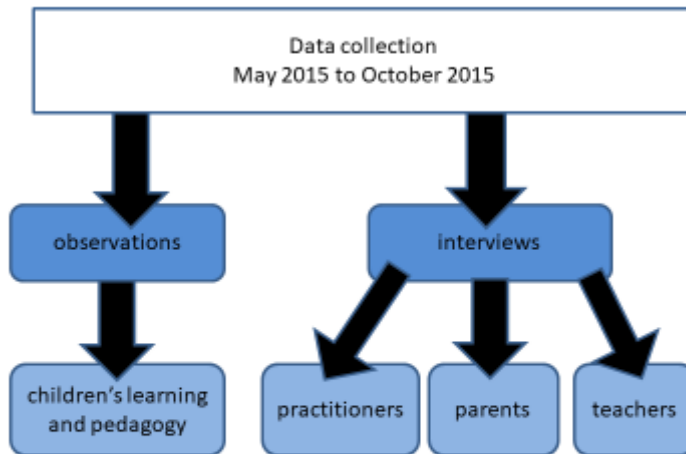 Data collection
May 2015 to October 2015
observations
interviews
children's learning
and pedagogy
practitioners
parents
teachers